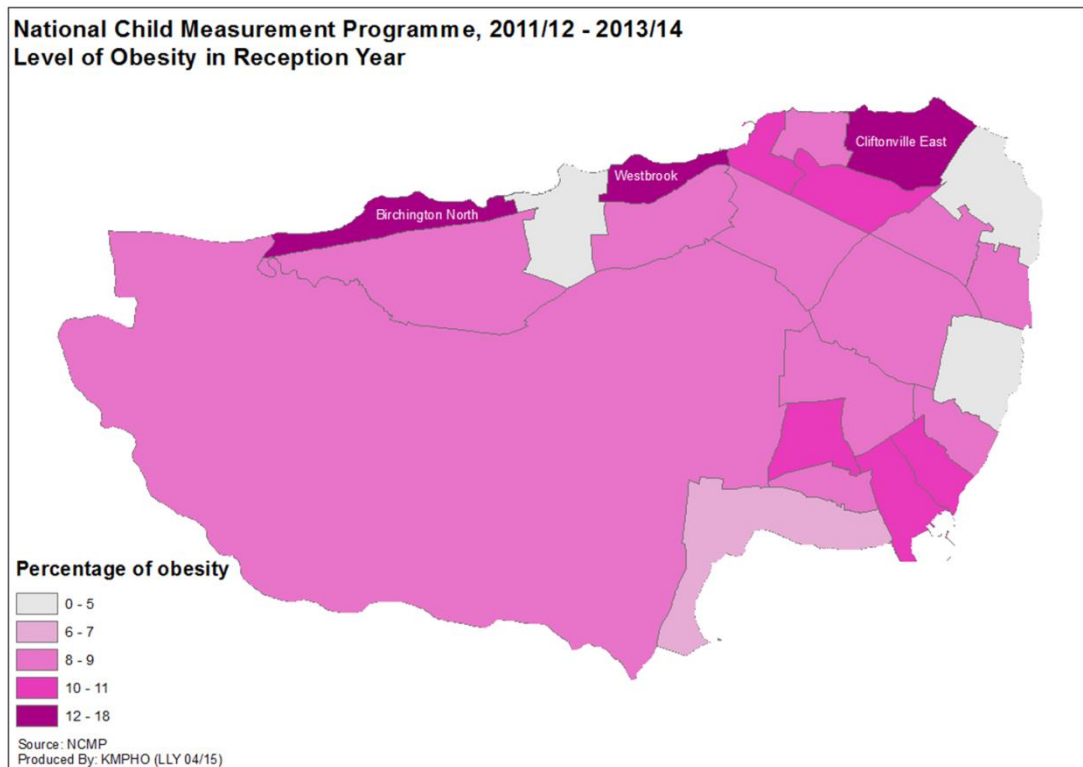 National Child Measurement Programme, 2011/12 - 2013/14
Level of Obesity in Reception Year
Cliftonville East
Westbrook
Birchington North
Percentage of obesity
0 - 5
6 - 7
8 - 9
10 - 11
12 - 18
Source: NCMP
Produced By: KMPHO (LLY 04/15)